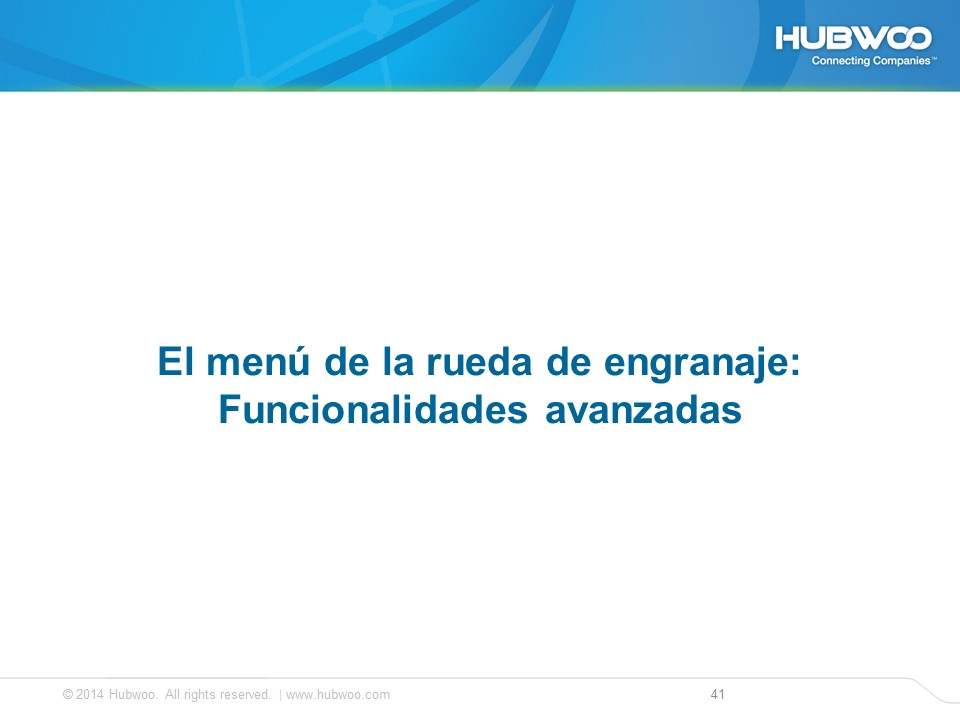 HUBWOO
Connecting Companies™
El menú de la rueda de engranaje:
Funcionalidades avanzadas
© 2014 Hubwoo. All rights reserved. | www.hubwoo.com 41